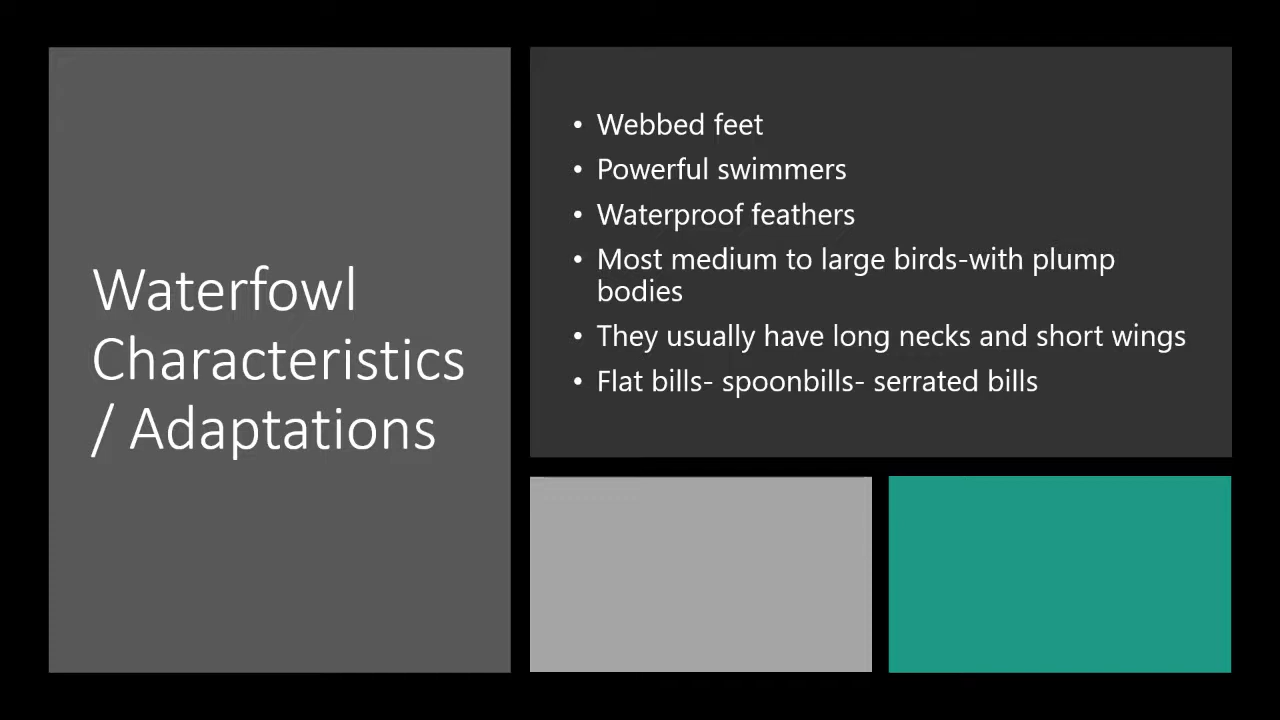 Waterfowl
Characteristics
/ Adaptations
• Webbed feet
• Powerful swimmers
• Waterproof feathers
• Most medium to large birds-with plump
bodies
• They usually have long necks and short wings
• Flat bills- spoonbills- serrated bills